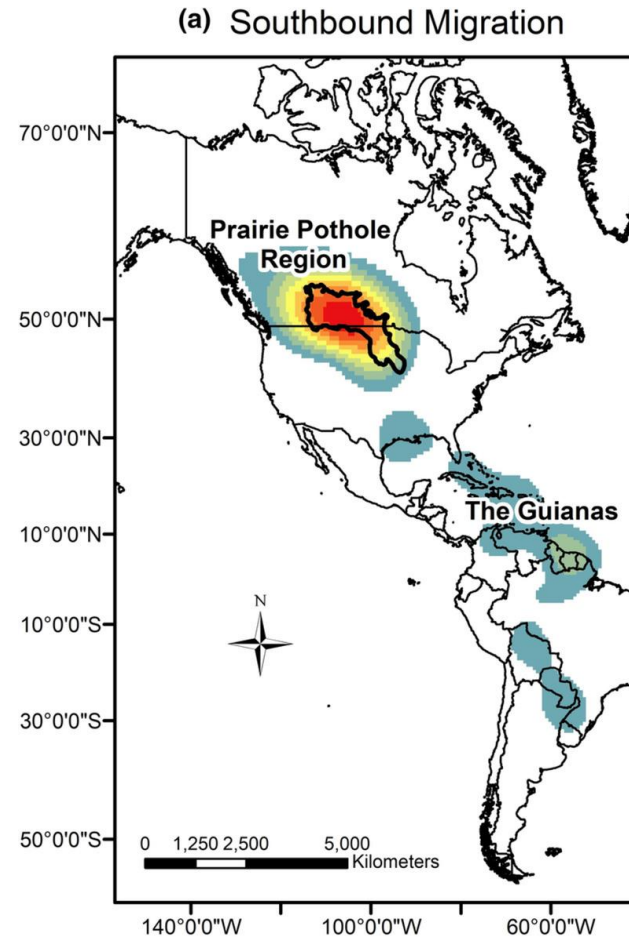 (a) Southbound Migration
70°0'0"N
Prairie Pothole
Region
50°0'0"N
30°0'0"N
The Guianas
10°0'0"N
N
10°0'0"S
30°0'0"S
50°0'0"S
0 1,250 2,500 5,000
Kilometers
140°0'0"W 100°0'0"W 60°0'0"W